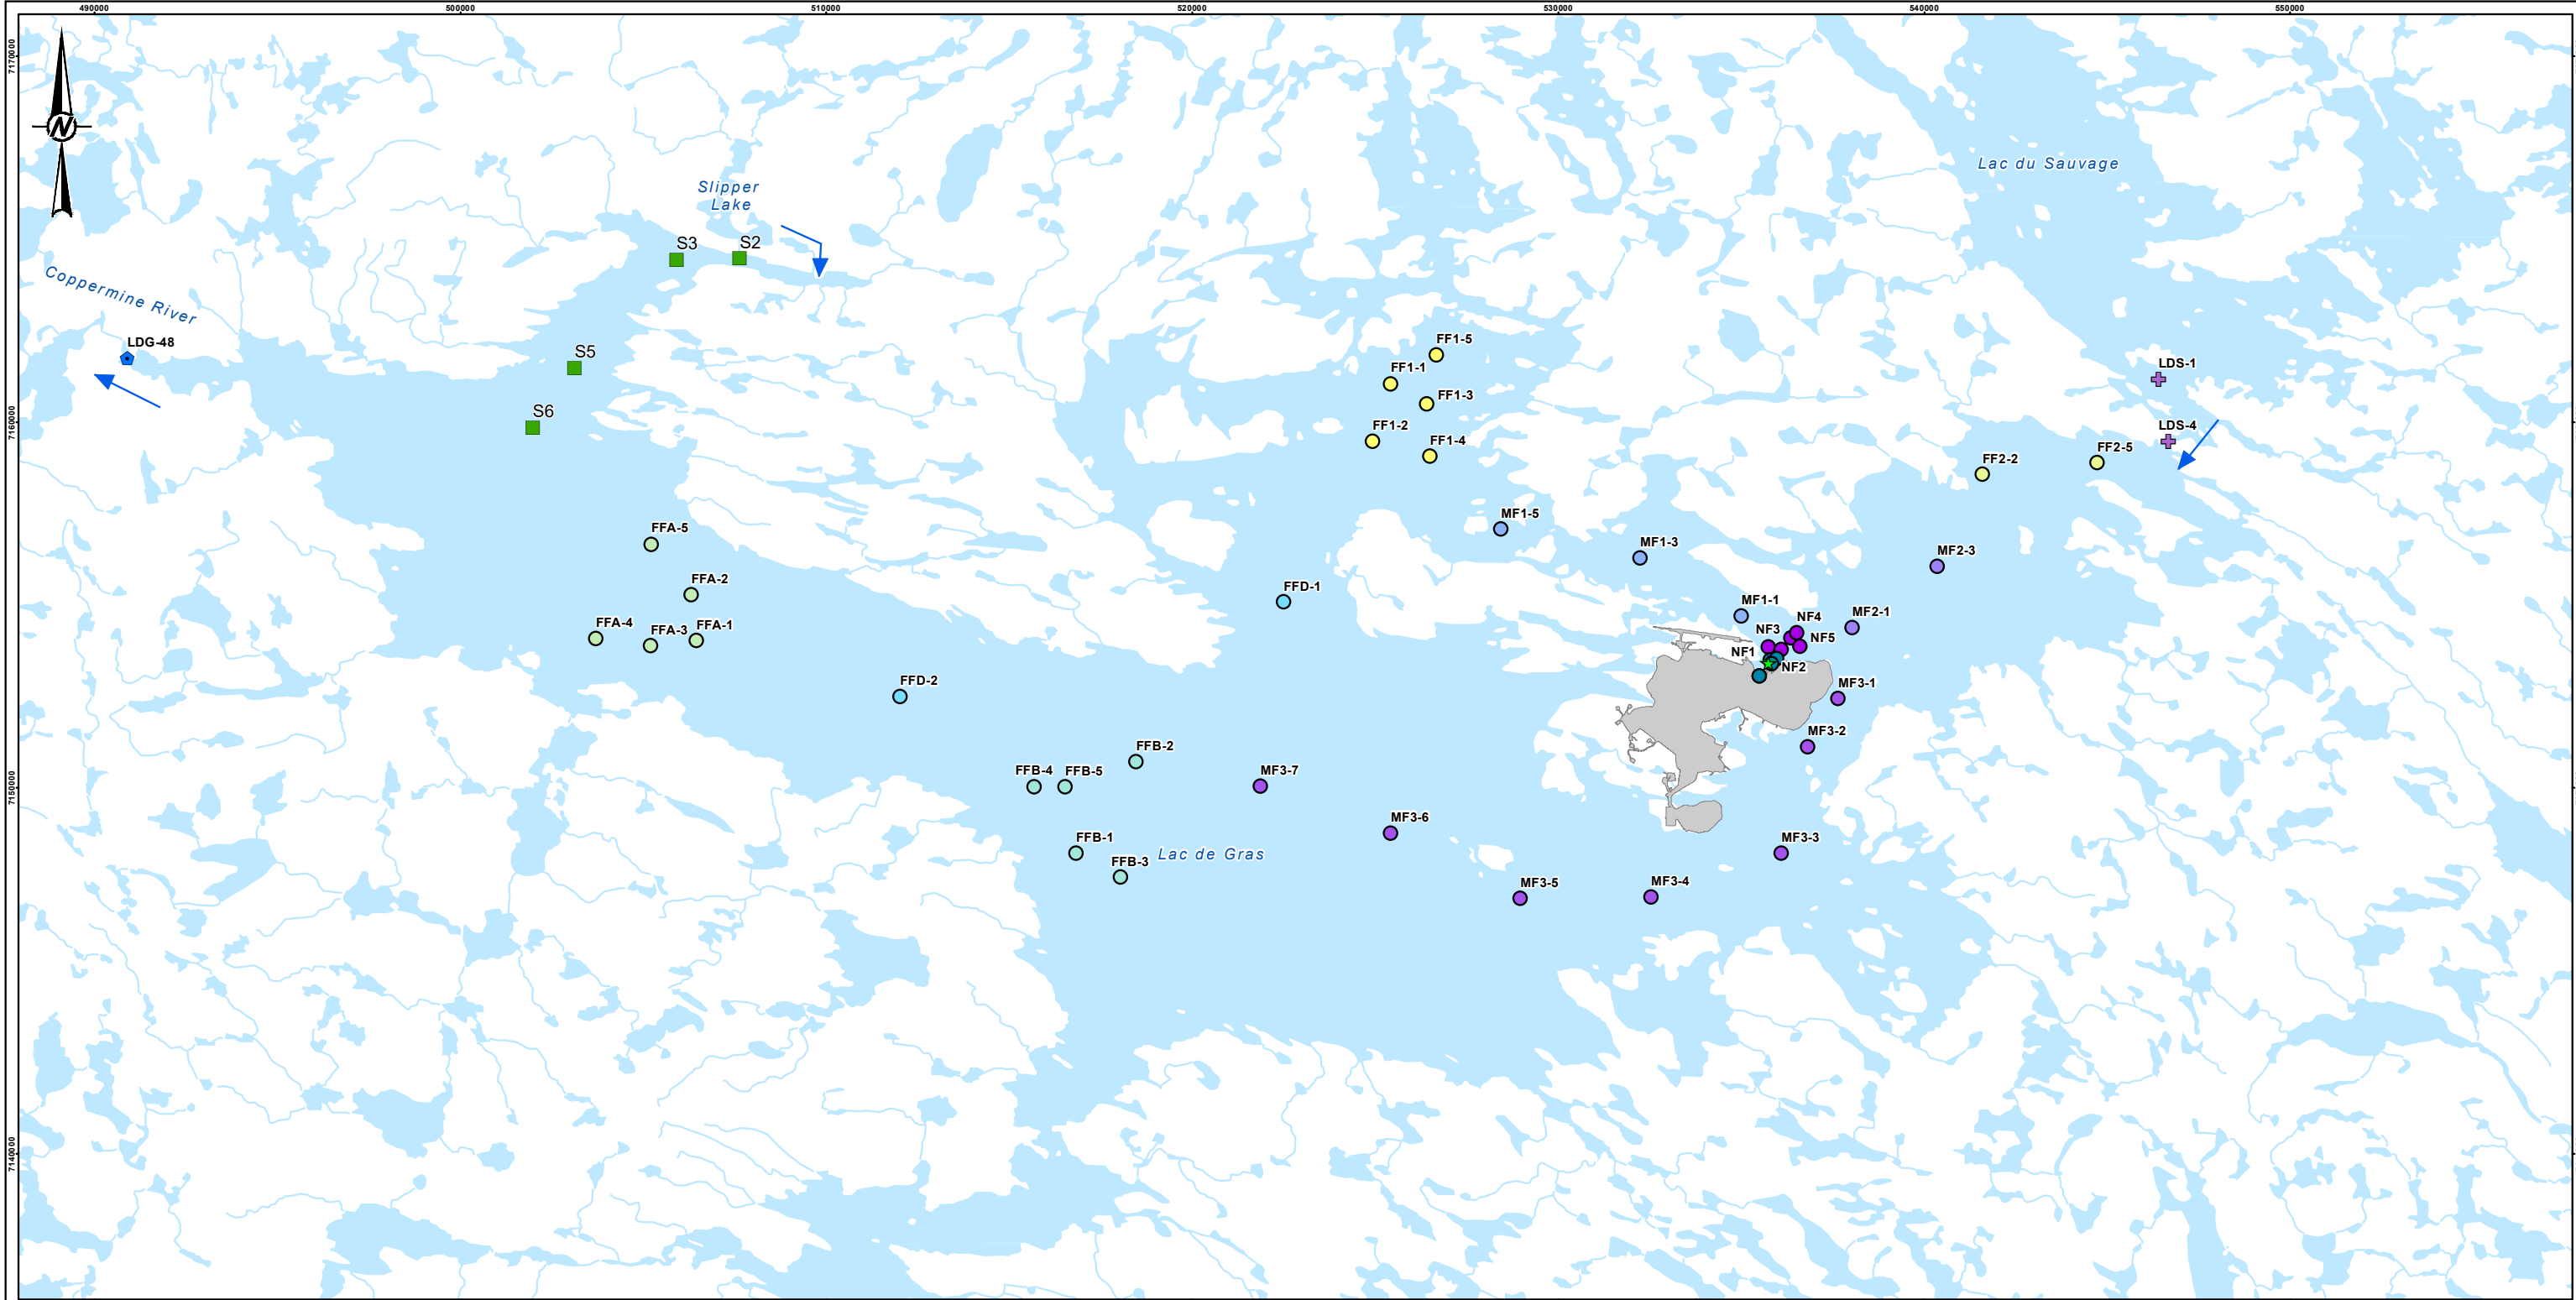 490000
500000
510000
520000
530000
540000
550000
7170000
7160000
7150000
7140000
N
Lac du Sauvage
Slipper
Lake
S3
S2
Coppermine River
LDG-48
S5
S6
FF1-5
FF1-1
FF1-3
FF1-2
FF1-4
LDS-1
LDS-4
FF2-5
FF2-2
MF1-5
MF1-3
MF2-3
FFA-5
FFA-2
FFA-4
FFA-3
FFA-1
FFD-1
MF1-1
NF4
MF2-1
NF3
NF5
NF1
NF2
FFD-2
MF3-1
MF3-2
FFB-2
FFB-4
FFB-5
MF3-7
MF3-6
FFB-1
Lac de Gras
FFB-3
MF3-3
MF3-5
MF3-4